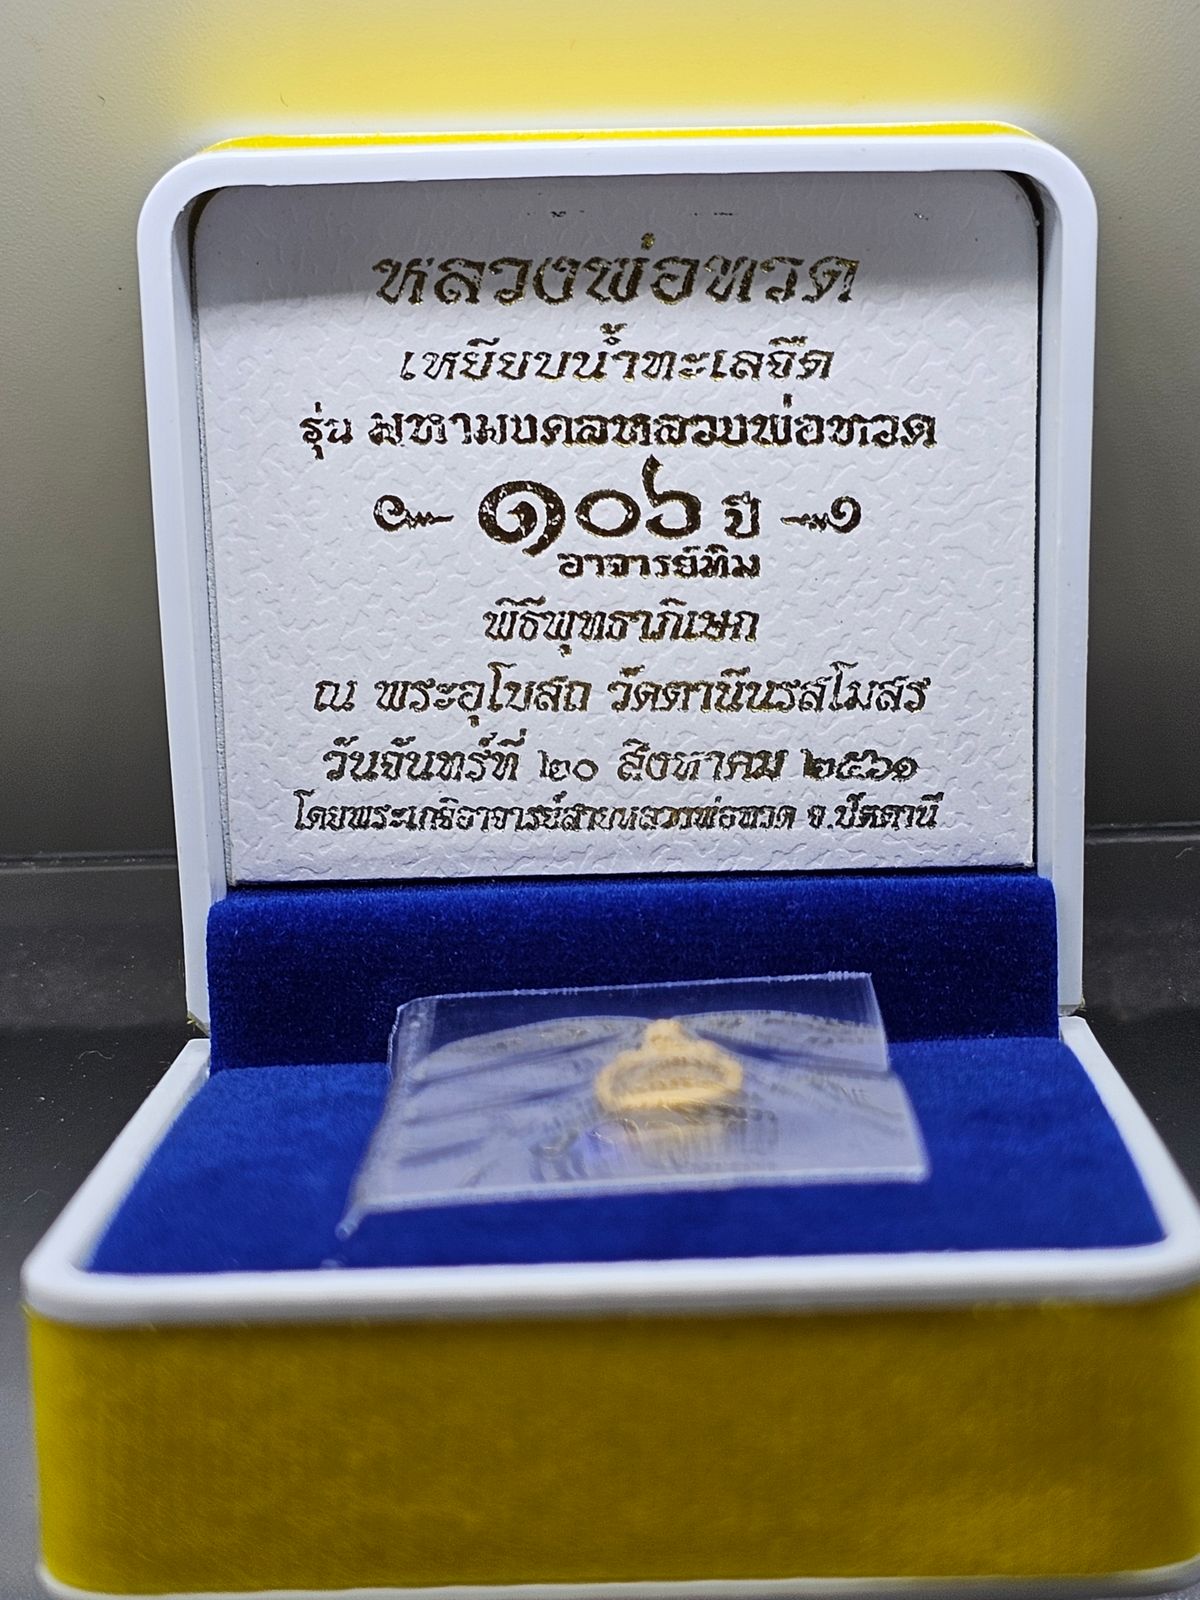 หลวงพ่อทวด
เหยียบน้ำทะเลจืด
รุ่น มหามงคลหลวงพ่อทวด
๑๐๖ ปี
อาจารย์ทิม
พิธีพุทธาภิเษก
ณ พระอุโบสถ วัดตานีนรสโมสร
วันจันทร์ที่ ๒๐ สิงหาคม ๒๕๖๑
โดยพระเกจิอาจารย์สายหลวงพ่อทวด จ.ปัตตานี